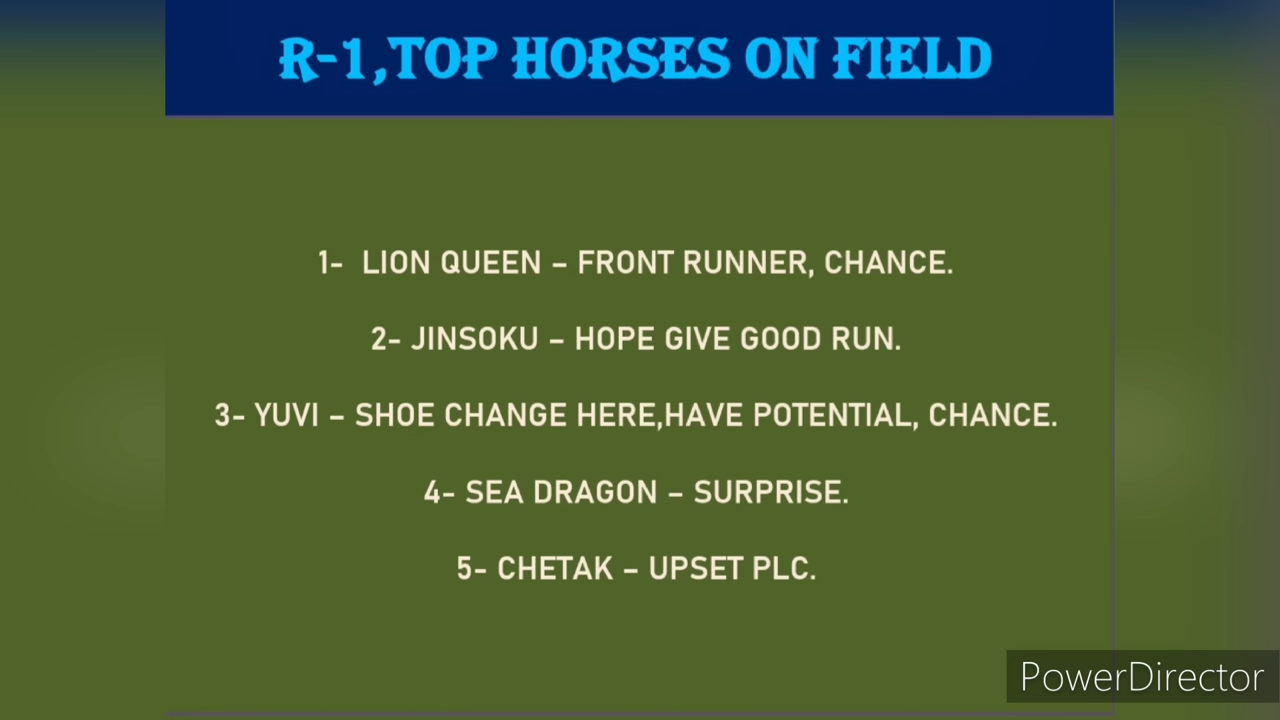 R-1,TOP HORSES ON FIELD
1- LION QUEEN – FRONT RUNNER, CHANCE.
2- JINSOKU – HOPE GIVE GOOD RUN.
3- YUVI – SHOE CHANGE HERE,HAVE POTENTIAL, CHANCE.
4- SEA DRAGON – SURPRISE.
5- CHETAK – UPSET PLC.
PowerDirector